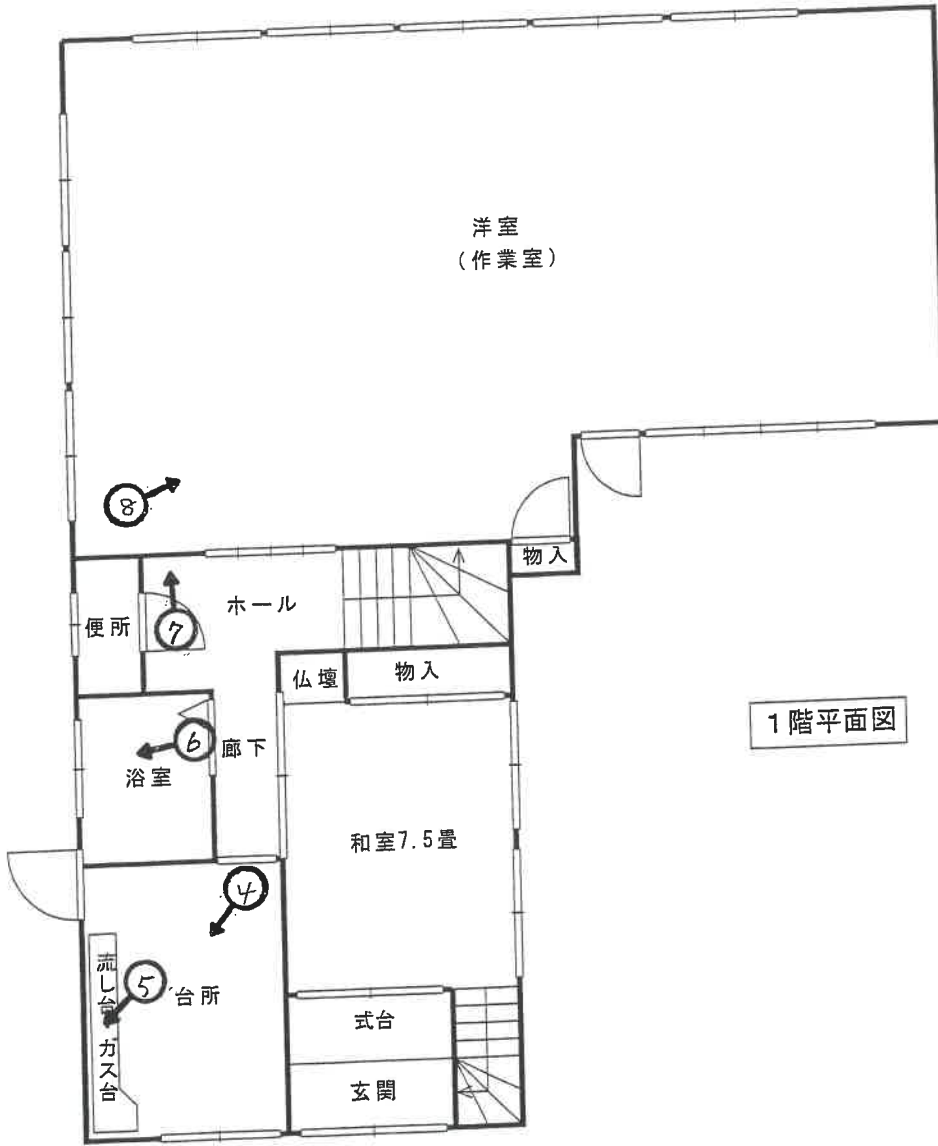 洋室
(作業室)
⑧
物入
ホール
便所
⑦
仏壇
物入
1階平面図
⑥
廊下
浴室
和室7.5畳
④
流し台
⑤
台所
ガス台
式台
玄関